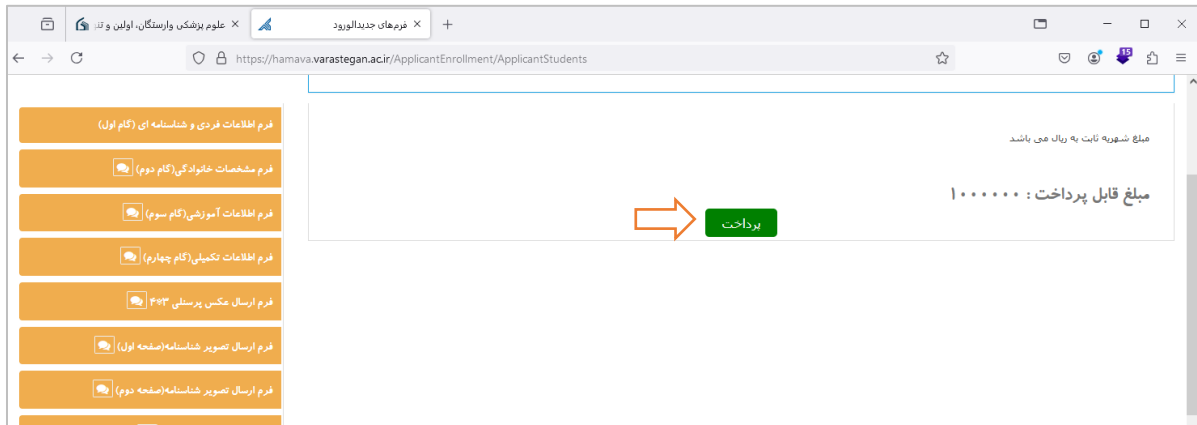 علوم پزشکی وارستگان، اولین و تنه
فرم‌های جدیدالورود
15
https://hamava.varastegan.ac.ir/ApplicantEnrollment/ApplicantStudents
فرم اطلاعات فردی و شناسنامه ای (گام اول)
فرم مشخصات خانوادگی(گام دوم)
فرم اطلاعات آموزشی(گام سوم)
فرم اطلاعات تکمیلی(گام چهارم)
فرم ارسال عکس پرسنلی ۳*۴
فرم ارسال تصویر شناسنامه(صفحه اول)
فرم ارسال تصویر شناسنامه(صفحه دوم)
مبلغ شهریه ثابت به ریال می باشد
مبلغ قابل پرداخت : ۱۰۰۰۰۰۰
پرداخت